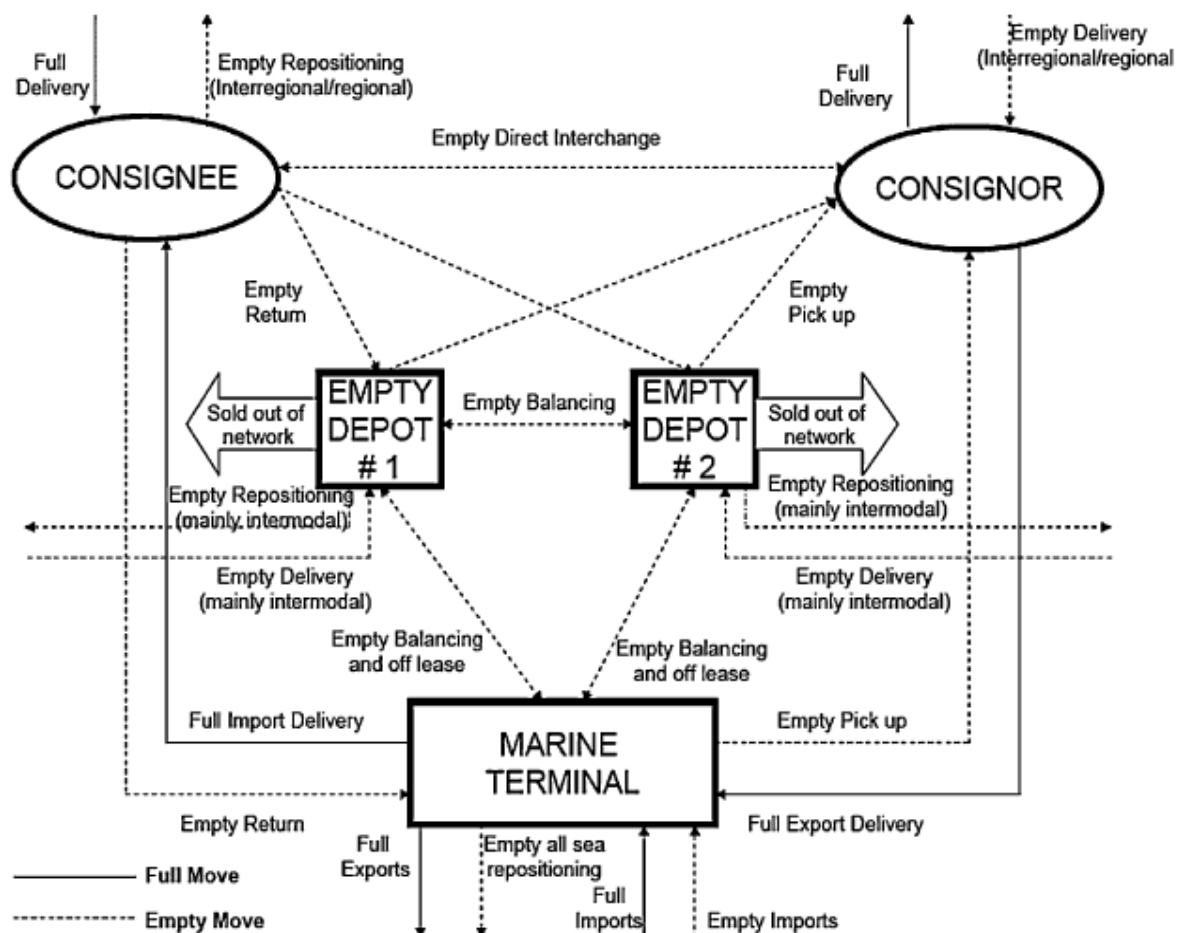 Full
Delivery
Empty Repositioning
(Interregional/regional)
Full
Delivery
Empty Delivery
(Interregional/regional
CONSIGNEE
Empty Direct Interchange
CONSIGNOR
Empty
Return
Empty
Pick up
Sold out of
network
EMPTY
DEPOT
# 1
Empty Balancing
EMPTY
DEPOT
# 2
Sold out of
network
Empty Repositioning
(mainly intermodal)
Empty Repositioning
(mainly intermodal)
Empty Delivery
(mainly intermodal)
Empty Delivery
(mainly intermodal)
Empty Balancing
and off lease
Empty Balancing
and off lease
Full Import Delivery
MARINE
TERMINAL
Empty Pick up
Empty Return
Full Export Delivery
Full
Exports
Empty all sea
repositioning
Full
Imports
Empty Imports
Full Move
Empty Move